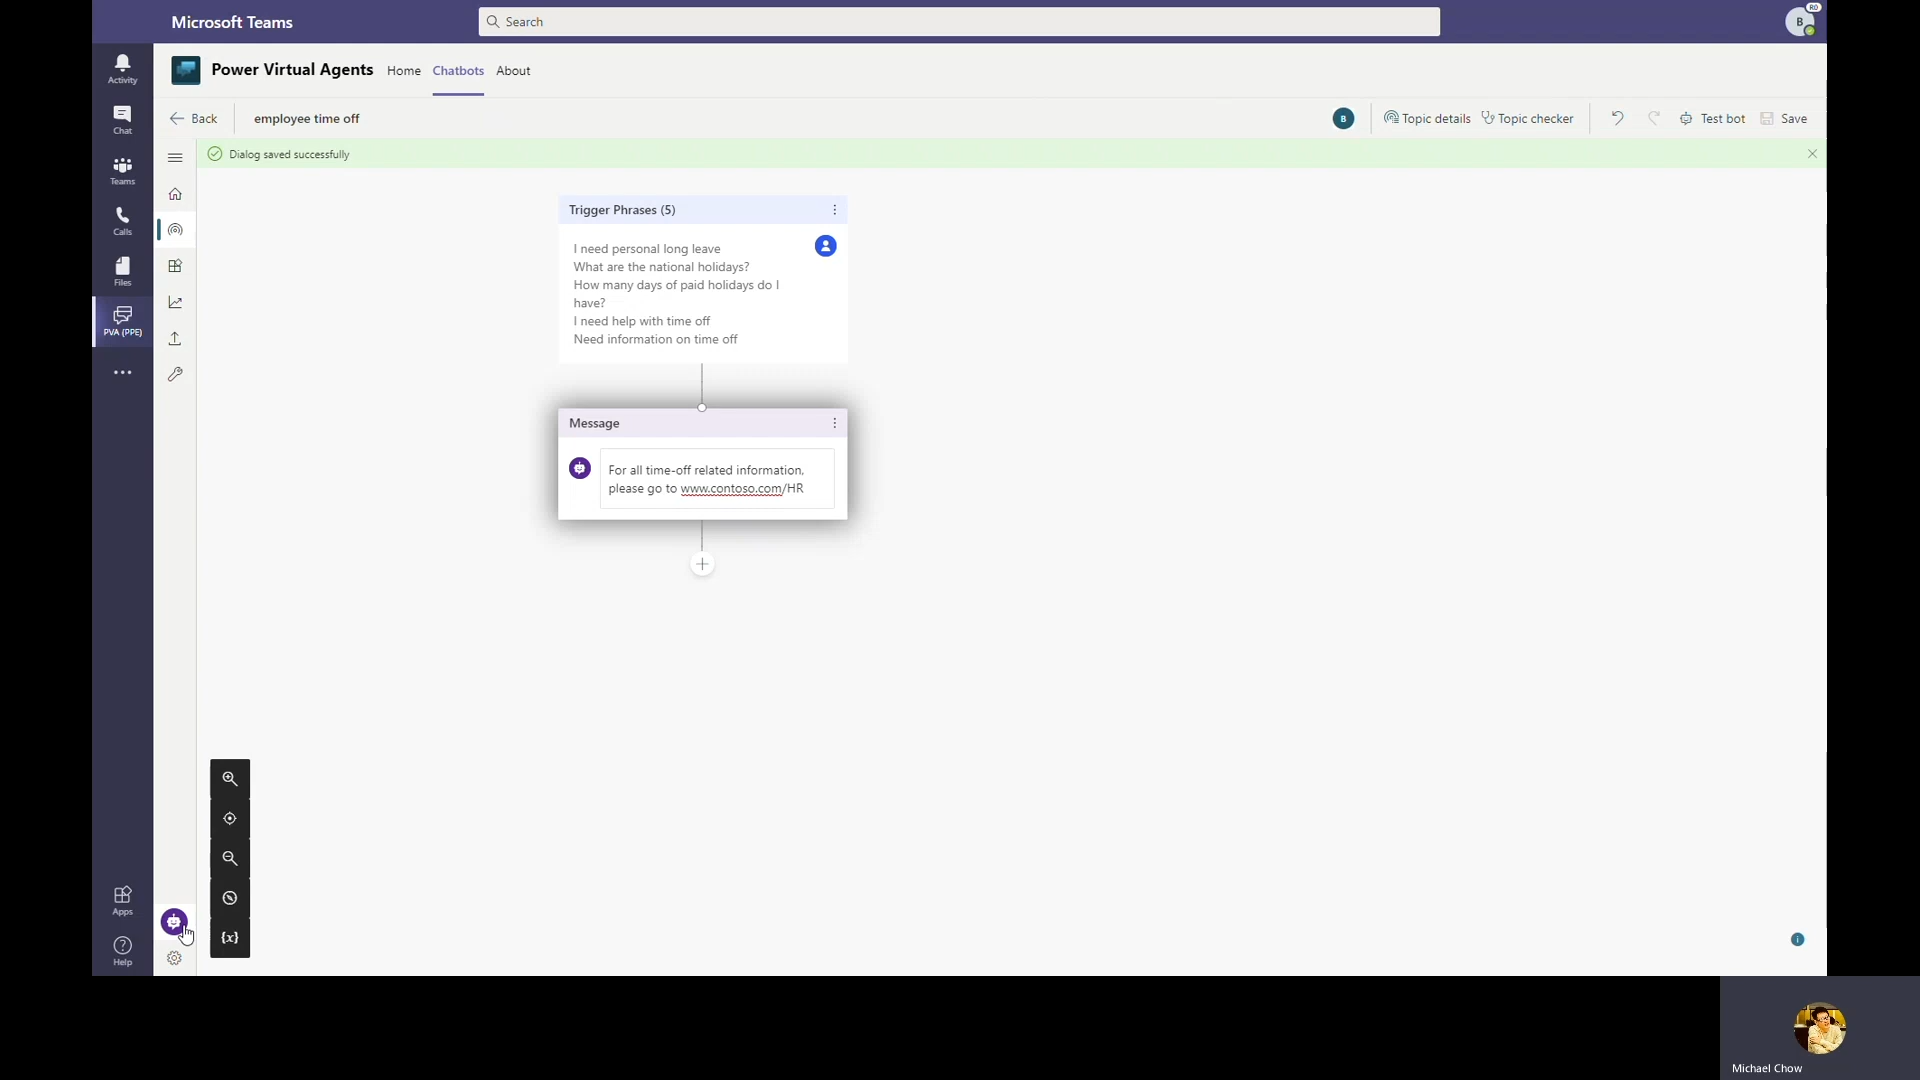 Microsoft Teams
Search
B
RO
Activity
Chat
Teams
Calls
Files
PVA (PPE)
Apps
Help
Power Virtual Agents
Home
Chatbots
About
Back
employee time off
B
Topic details
Topic checker
Test bot
Save
Dialog saved successfully
Trigger Phrases (5)
I need personal long leave
What are the national holidays?
How many days of paid holidays do I
have?
I need help with time off
Need information on time off
Message
For all time-off related information,
please go to www.contoso.com/HR
{x}
Michael Chow